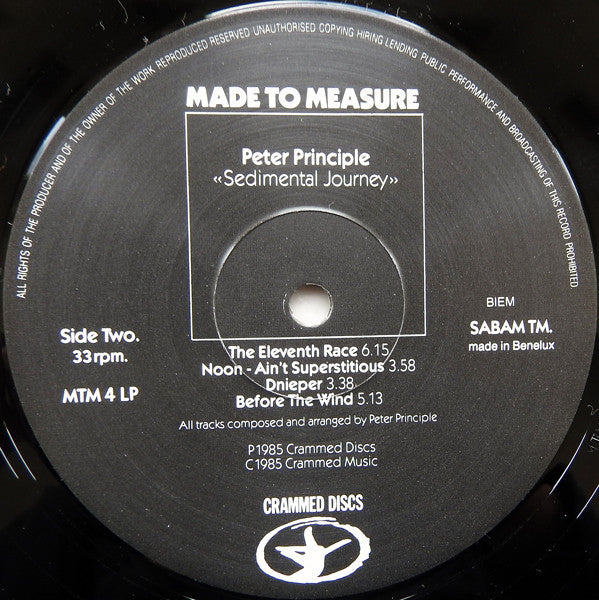 ALL RIGHTS OF THE PRODUCER AND OF THE OWNER OF THE WORK REPRODUCED RESERVED UNAUTHORISED COPYING HIRING LENDING PUBLIC PERFORMANCE AND BROADCASTING OF THIS RECORD PROHIBITED
MADE TO MEASURE
Peter Principle
«Sedimental Journey»
Side Two.
33 rpm.
MTM 4 LP
BIEM
SABAM TM.
made in Benelux
The Eleventh Race 6.15
Noon - Ain't Superstitious 3.58
Dnieper 3.38
Before The Wind 5.13
All tracks composed and arranged by Peter Principle
P1985 Crammed Discs
C1985 Crammed Music
CRAMMED DISCS